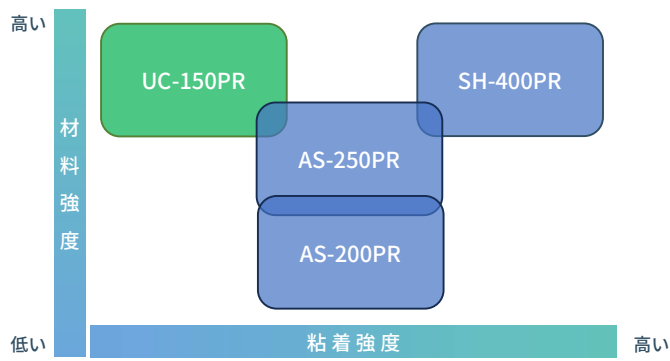 高い
UC-150PR
SH-400PR
材料強度
AS-250PR
AS-200PR
低い
粘着強度
高い